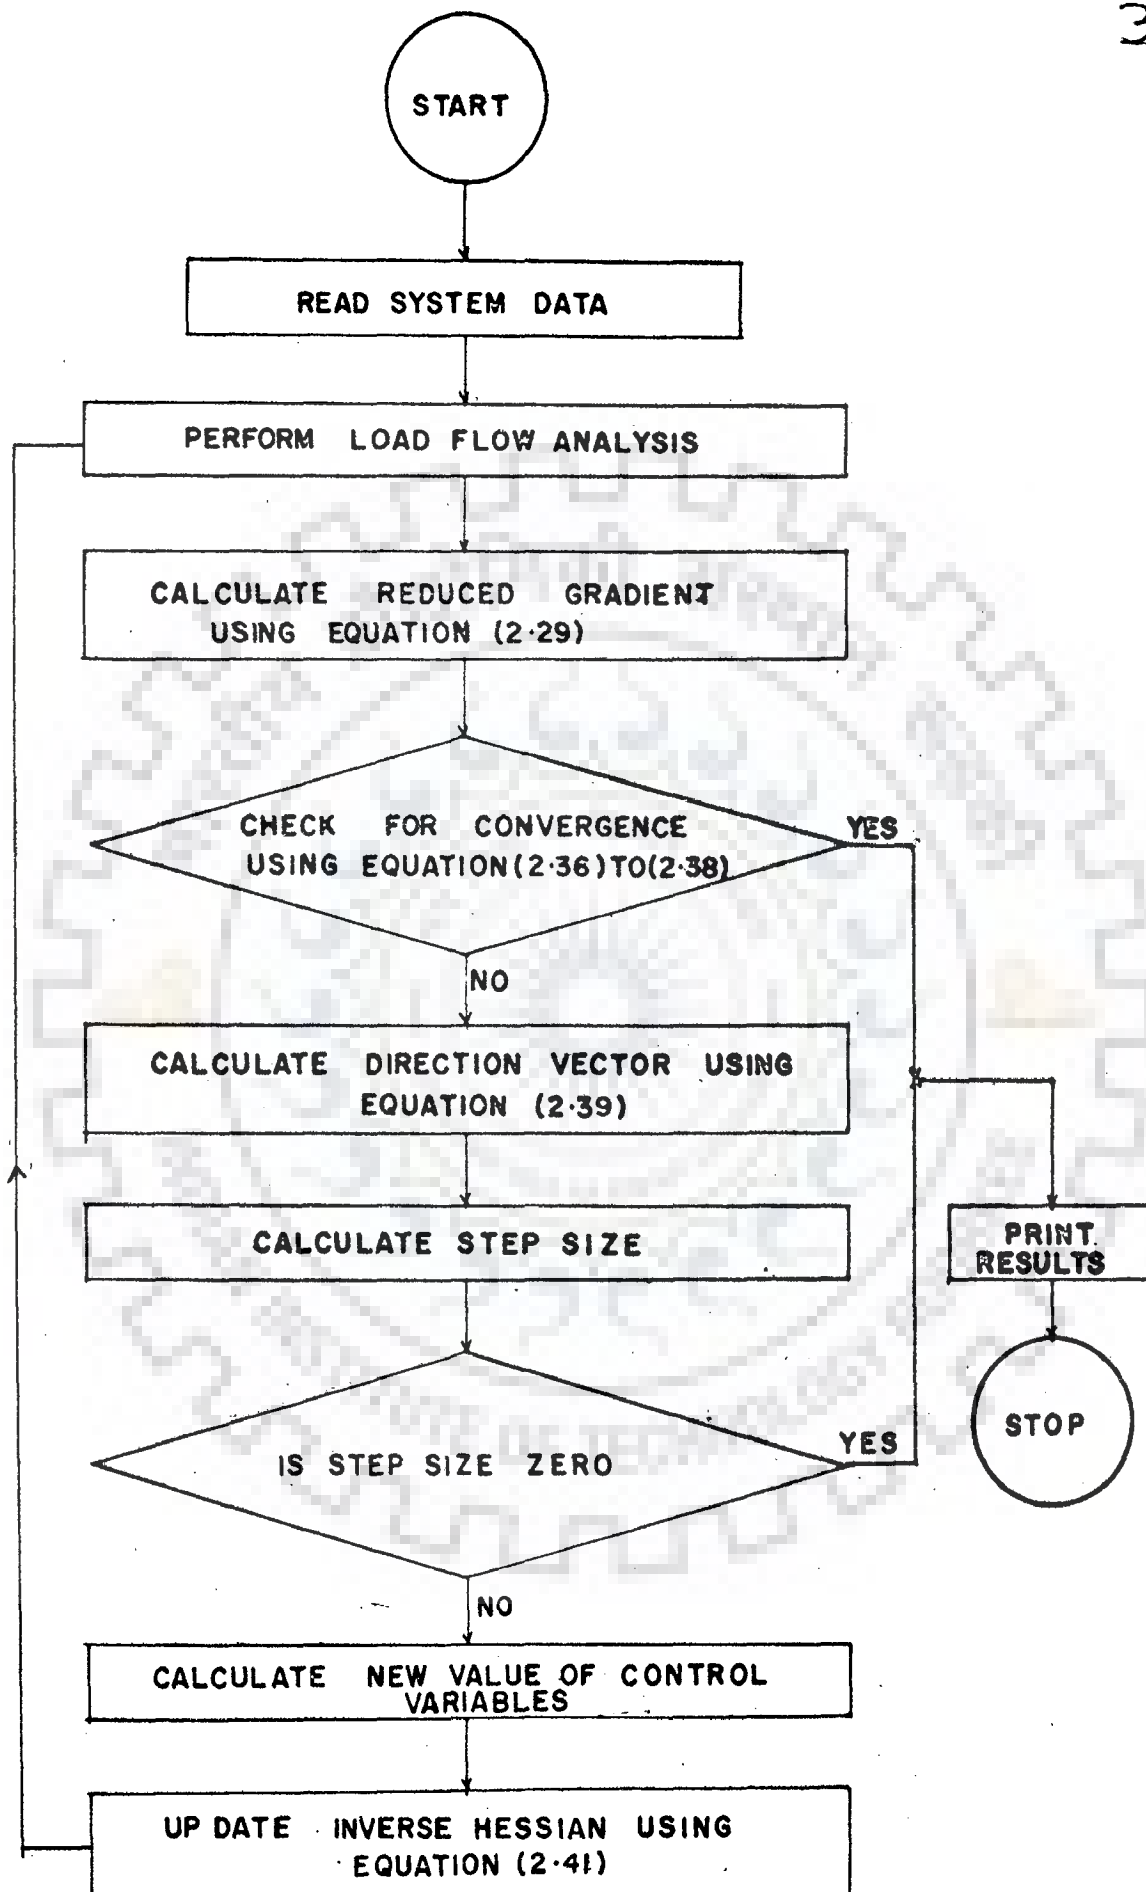 3
START
READ SYSTEM DATA
PERFORM LOAD FLOW ANALYSIS
CALCULATE REDUCED GRADIENT
USING EQUATION (2.29)
CHECK FOR CONVERGENCE
USING EQUATION (2.36) TO (2.38)
YES
NO
CALCULATE DIRECTION VECTOR USING
EQUATION (2.39)
CALCULATE STEP SIZE
PRINT
RESULTS
STOP
IS STEP SIZE ZERO
YES
NO
CALCULATE NEW VALUE OF CONTROL
VARIABLES
UP DATE INVERSE HESSIAN USING
EQUATION (2.41)